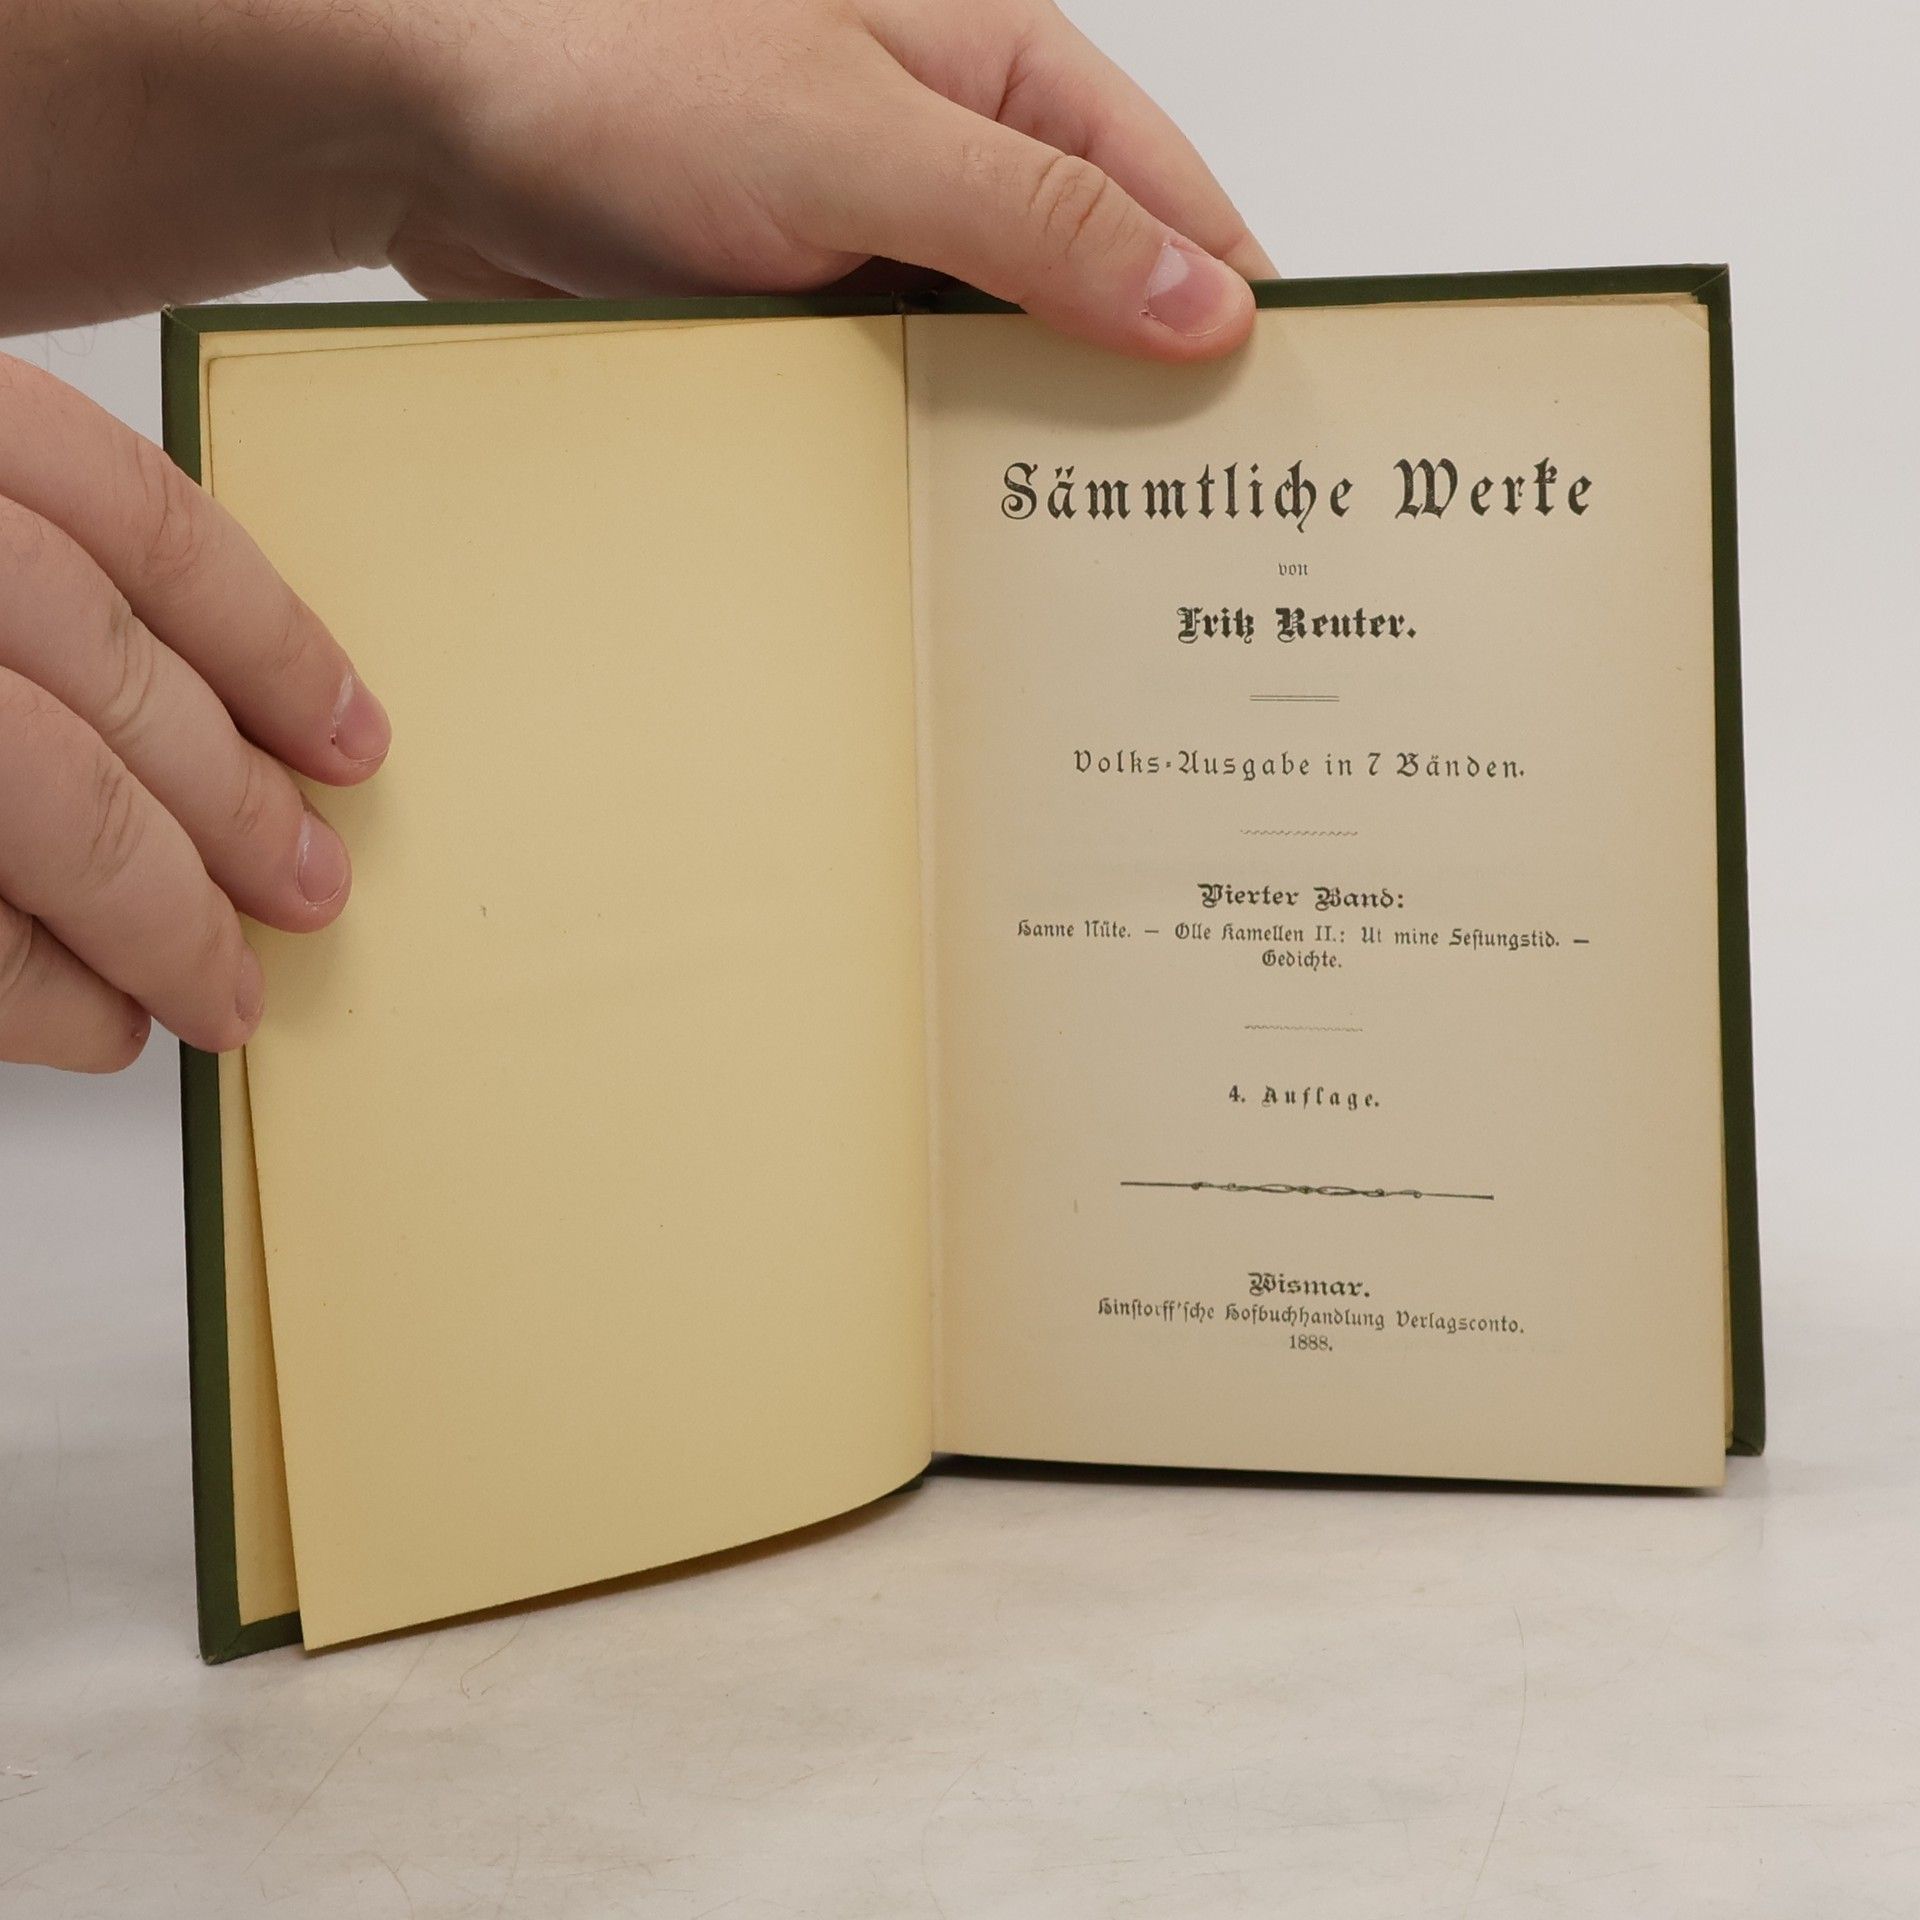 Sämmtliche Werke
von
Fritz Reuter.
Volks-Ausgabe in 7 Bänden.
Vierter Band:
Hanne Nüte. — Olle Kamellen II.: Ut mine Festungstid. —
Gedichte.
4. Auflage.
Wismar.
Hinstorff'sche Hofbuchhandlung Verlagsconto.
1888.